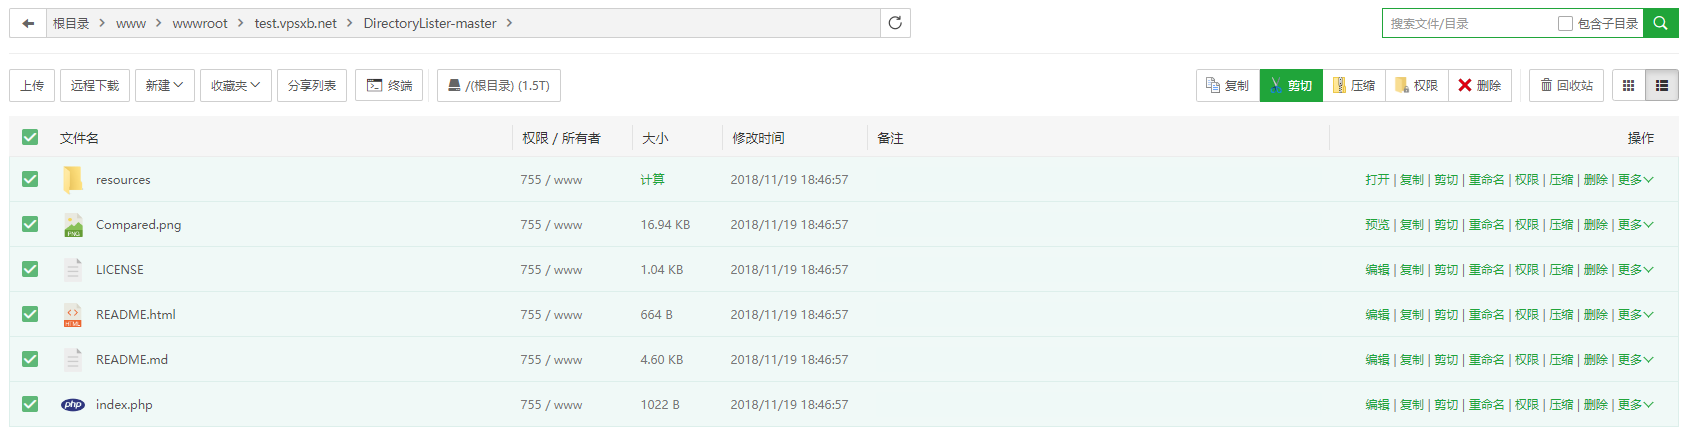 根目录 > www > wwwroot > test.vpsxb.net > DirectoryLister-master > 搜索文件/目录 包含子目录
上传 远程下载 新建 收藏夹 分享列表 终端 /(根目录) (1.5T) 复制 剪切 压缩 权限 删除 回收站
文件名 权限 / 所有者 大小 修改时间 备注 操作
resources 755 / www 计算 2018/11/19 18:46:57 打开 | 复制 | 剪切 | 重命名 | 权限 | 压缩 | 删除 | 更多
PNG Compared.png 755 / www 16.94 KB 2018/11/19 18:46:57 预览 | 复制 | 剪切 | 重命名 | 权限 | 压缩 | 删除 | 更多
LICENSE 755 / www 1.04 KB 2018/11/19 18:46:57 编辑 | 复制 | 剪切 | 重命名 | 权限 | 压缩 | 删除 | 更多
HTML README.html 755 / www 664 B 2018/11/19 18:46:57 编辑 | 复制 | 剪切 | 重命名 | 权限 | 压缩 | 删除 | 更多
README.md 755 / www 4.60 KB 2018/11/19 18:46:57 编辑 | 复制 | 剪切 | 重命名 | 权限 | 压缩 | 删除 | 更多
php index.php 755 / www 1022 B 2018/11/19 18:46:57 编辑 | 复制 | 剪切 | 重命名 | 权限 | 压缩 | 删除 | 更多